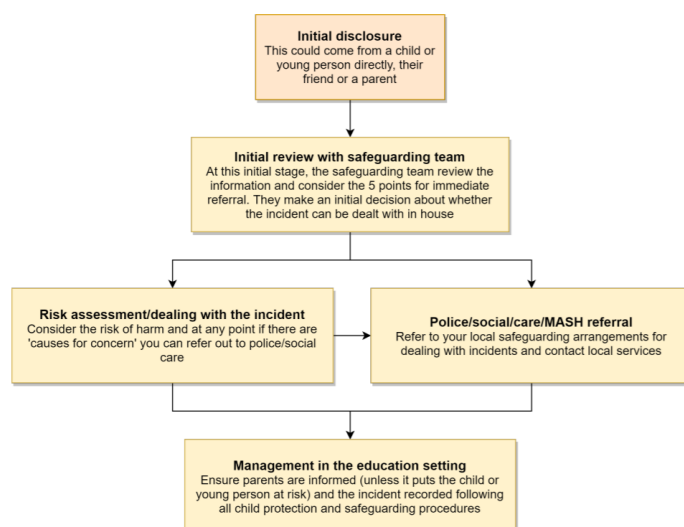 Initial disclosure
This could come from a child or
young person directly, their
friend or a parent
Initial review with safeguarding team
At this initial stage, the safeguarding team review the
information and consider the 5 points for immediate
referral. They make an initial decision about whether
the incident can be dealt with in house
Risk assessment/dealing with the incident
Consider the risk of harm and at any point if there are
'causes for concern' you can refer out to police/social
care
Police/social/care/MASH referral
Refer to your local safeguarding arrangements for
dealing with incidents and contact local services
Management in the education setting
Ensure parents are informed (unless it puts the child or
young person at risk) and the incident recorded following
all child protection and safeguarding procedures